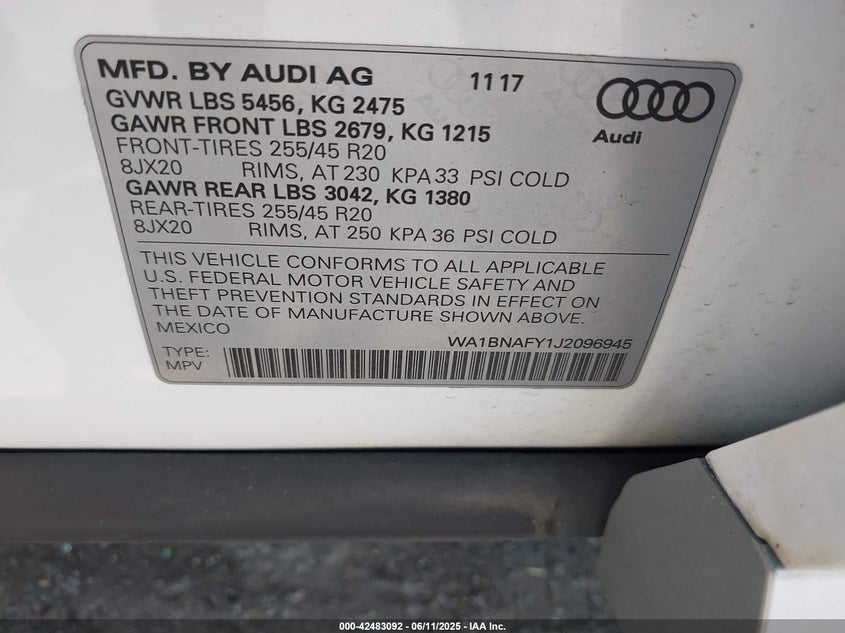 MFD. BY AUDI AG 11 17
GVWR LBS 5456, KG 2475
GAWR FRONT LBS 2679, KG 1215
Audi
FRONT-TIRES 255/45 R20
8JX20 RIMS, AT 230 KPA 33 PSI COLD
GAWR REAR LBS 3042, KG 1380
REAR-TIRES 255/45 R20
8JX20 RIMS, AT 250 KPA 36 PSI COLD
THIS VEHICLE CONFORMS TO ALL APPLICABLE
U.S. FEDERAL MOTOR VEHICLE SAFETY AND
THEFT PREVENTION STANDARDS IN EFFECT ON
THE DATE OF MANUFACTURE SHOWN ABOVE.
MEXICO
WA1BNAFY1J2096945
TYPE:
MPV
000-42483092 - 06/11/2025 - IAA Inc.